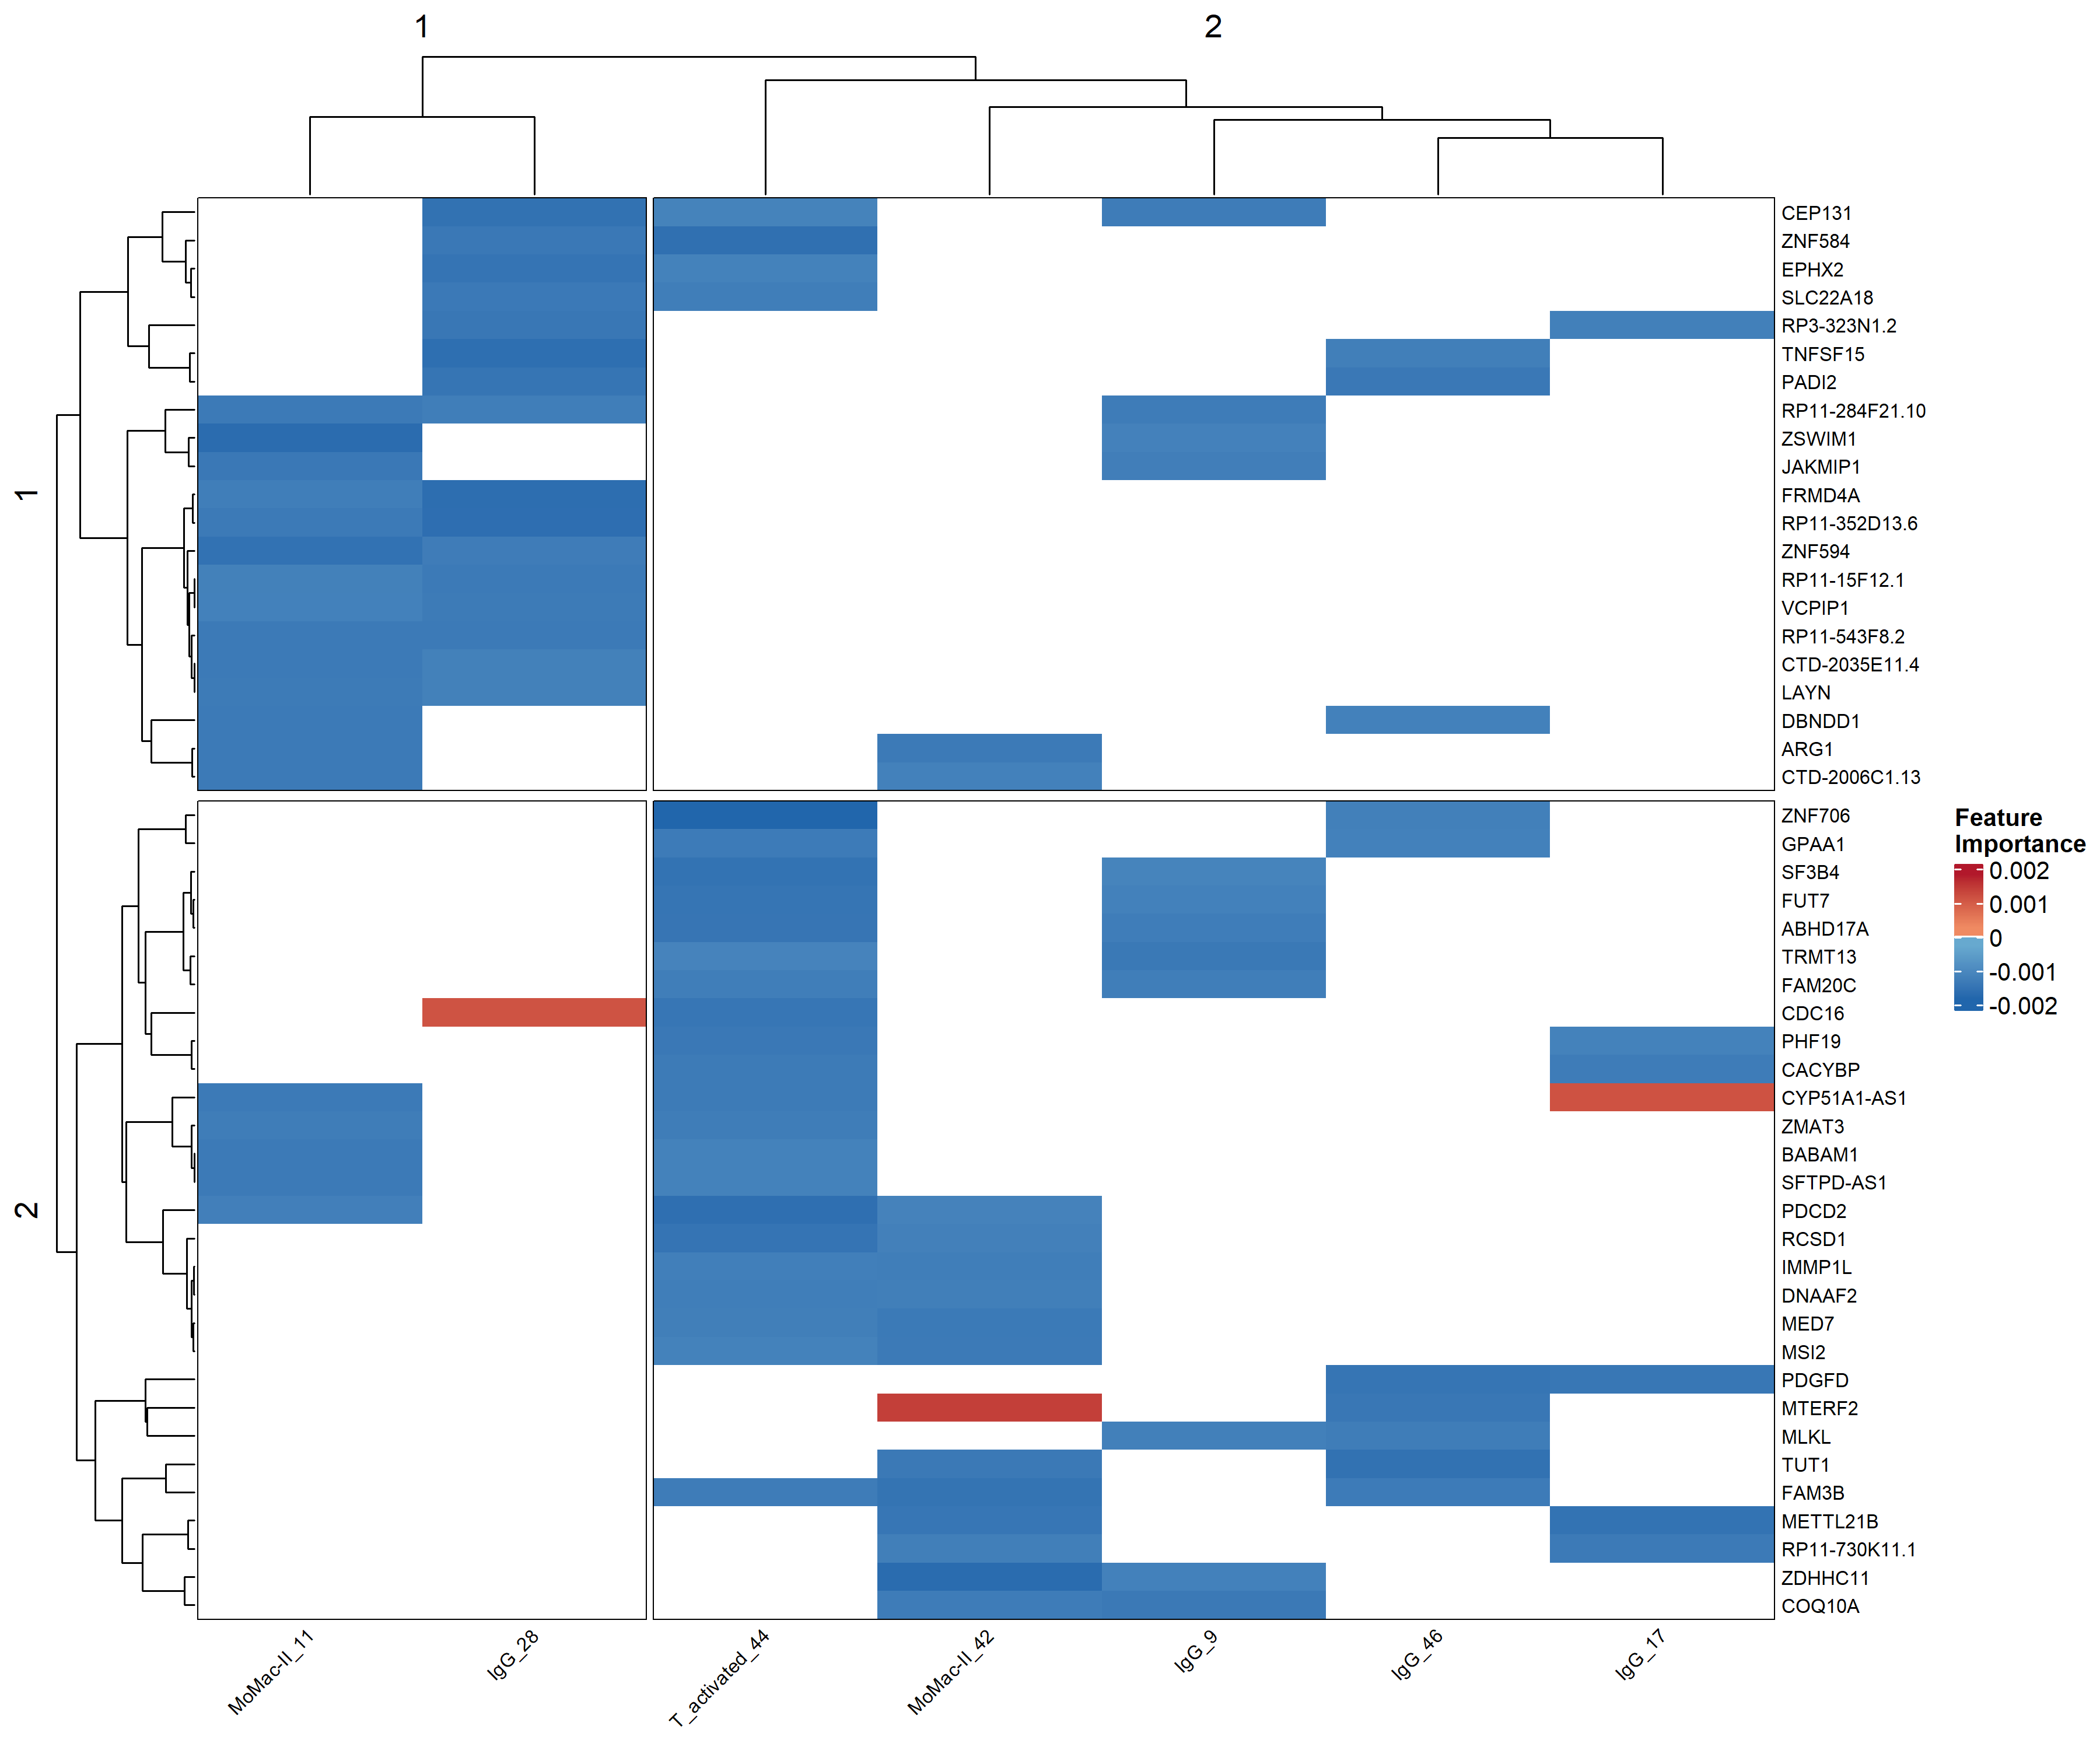 1
2
1
2
CEP131
ZNF584
EPHX2
SLC22A18
RP3-323N1.2
TNFSF15
PADI2
RP11-284F21.10
ZSWIM1
JAKMIP1
FRMD4A
RP11-352D13.6
ZNF594
RP11-15F12.1
VCPIP1
RP11-543F8.2
CTD-2035E11.4
LAYN
DBNDD1
ARG1
CTD-2006C1.13
ZNF706
GPAA1
SF3B4
FUT7
ABHD17A
TRMT13
FAM20C
CDC16
PHF19
CACYBP
CYP51A1-AS1
ZMAT3
BABAM1
SFTPD-AS1
PDCD2
RCSD1
IMMP1L
DNAAF2
MED7
MSI2
PDGFD
MTERF2
MLKL
TUT1
FAM3B
METTL21B
RP11-730K11.1
ZDHHC11
COQ10A
Feature
Importance
0.002
0.001
0
-0.001
-0.002
MoMac-II_11
IgG_28
T_activated_44
MoMac-II_42
IgG_9
IgG_46
IgG_17